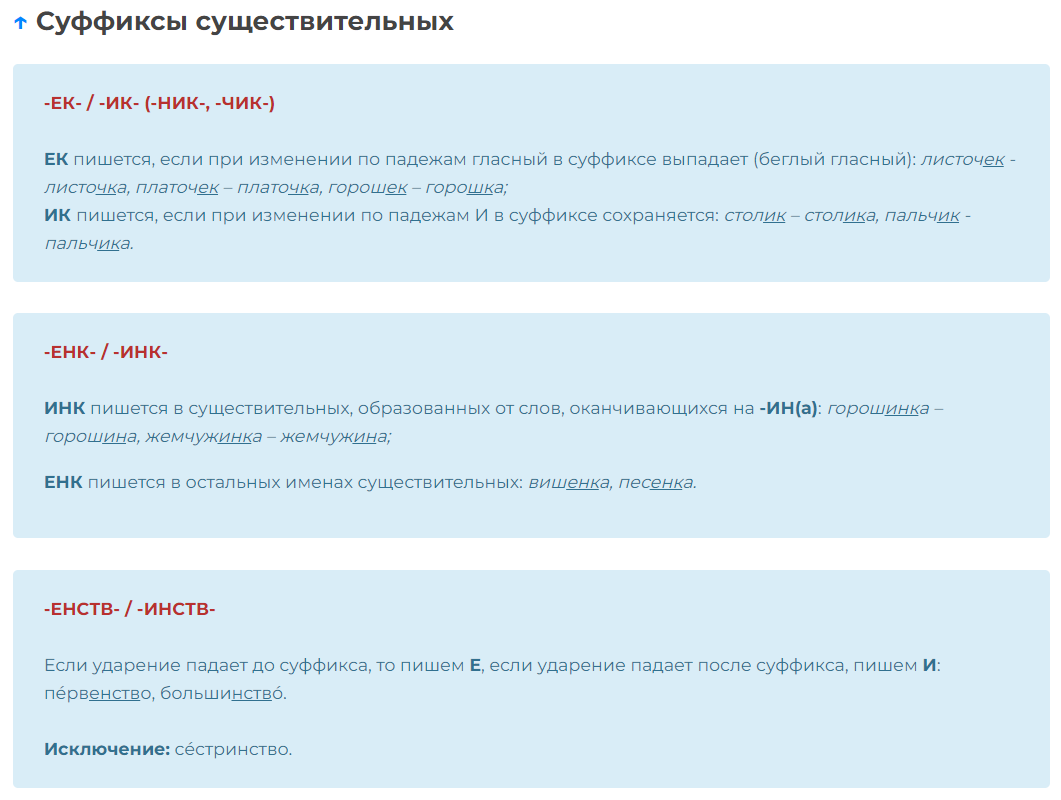 ↑ Суффиксы существительных
-ЕК- / -ИК- (-НИК-, -ЧИК-)
ЕК пишется, если при изменении по падежам гласный в суффиксе выпадает (беглый гласный): листочек -
листочка, платочек – платочка, горошек – горошка;
ИК пишется, если при изменении по падежам И в суффиксе сохраняется: столик – столика, пальчик -
пальчика.
-ЕНК- / -ИНК-
ИНК пишется в существительных, образованных от слов, оканчивающихся на -ИН(а): горошинка –
горошина, жемчужинка – жемчужина;
ЕНК пишется в остальных именах существительных: вишенка, песенка.
-ЕНСТВ- / -ИНСТВ-
Если ударение падает до суффикса, то пишем Е, если ударение падает после суффикса, пишем И:
пе́рвенство, большинство́.
Исключение: се́стринство.